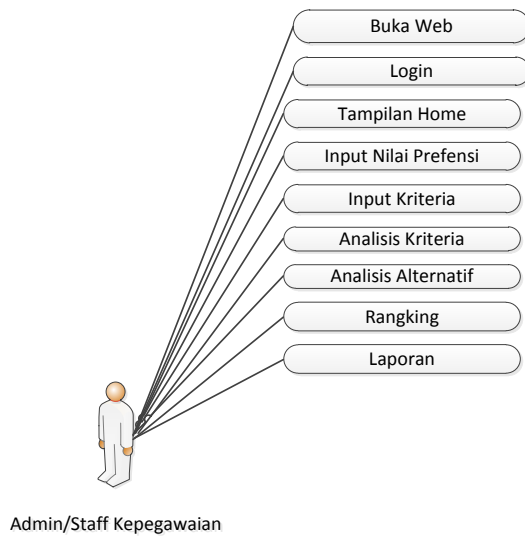 Buka Web
Login
Tampilan Home
Input Nilai Prefensi
Input Kriteria
Analisis Kriteria
Analisis Alternatif
Rangking
Laporan
Admin/Staff Kepegawaian